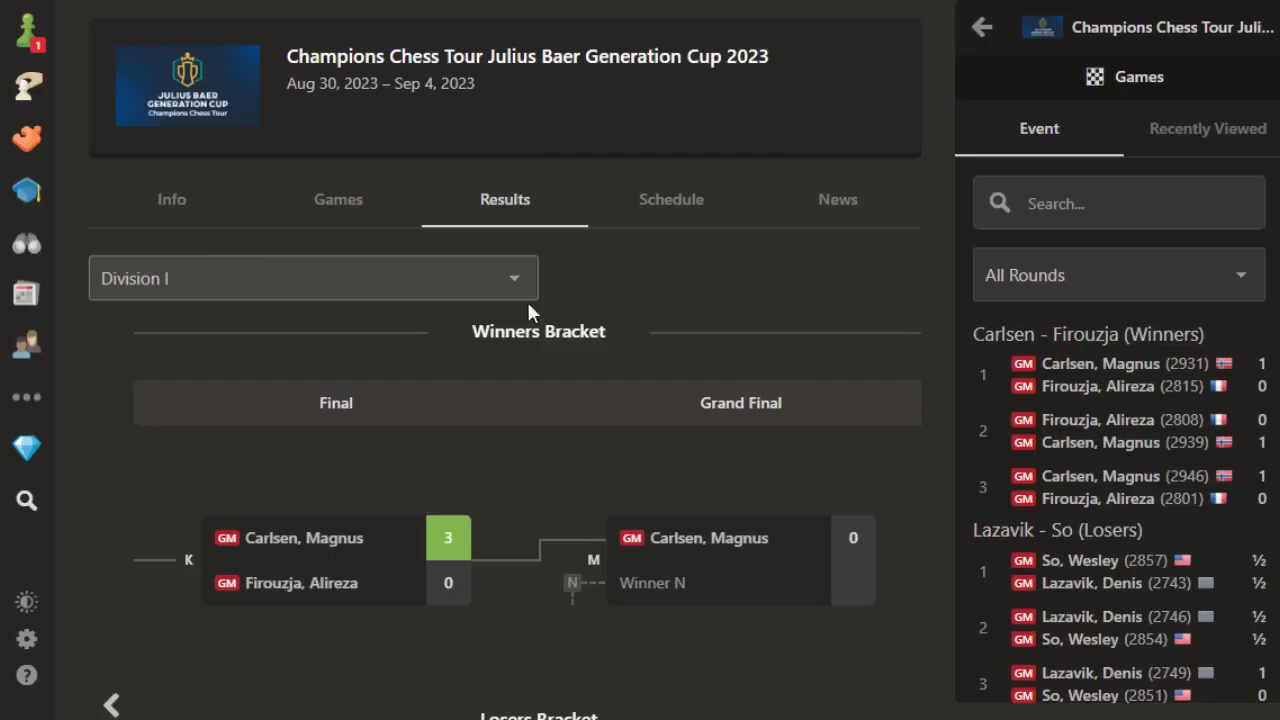 1
JULIUS BAER
GENERATION CUP
Champions Chess Tour
Champions Chess Tour Julius Baer Generation Cup 2023
Aug 30, 2023 – Sep 4, 2023
Info Games Results Schedule News
Division I
Winners Bracket
Final Grand Final
K
GM Carlsen, Magnus 3
GM Firouzja, Alireza 0
M
N
GM Carlsen, Magnus 0
Winner N
Losers Bracket
Champions Chess Tour Juli...
Games
Event Recently Viewed
Search...
All Rounds
Carlsen - Firouzja (Winners)
1
GM Carlsen, Magnus (2931) 1
GM Firouzja, Alireza (2815) 0
2
GM Firouzja, Alireza (2808) 0
GM Carlsen, Magnus (2939) 1
3
GM Carlsen, Magnus (2946) 1
GM Firouzja, Alireza (2801) 0
Lazavik - So (Losers)
1
GM So, Wesley (2857) ½
GM Lazavik, Denis (2743) ½
2
GM Lazavik, Denis (2746) ½
GM So, Wesley (2854) ½
3
GM Lazavik, Denis (2749) 1
GM So, Wesley (2851) 0